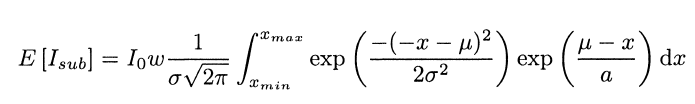 E [I_{sub}] = I_0 w \frac{1}{\sigma\sqrt{2\pi}} \int_{x_{min}}^{x_{max}} \exp\left(\frac{-(-x-\mu)^2}{2\sigma^2}\right) \exp\left(\frac{\mu-x}{a}\right) \mathrm{d}x